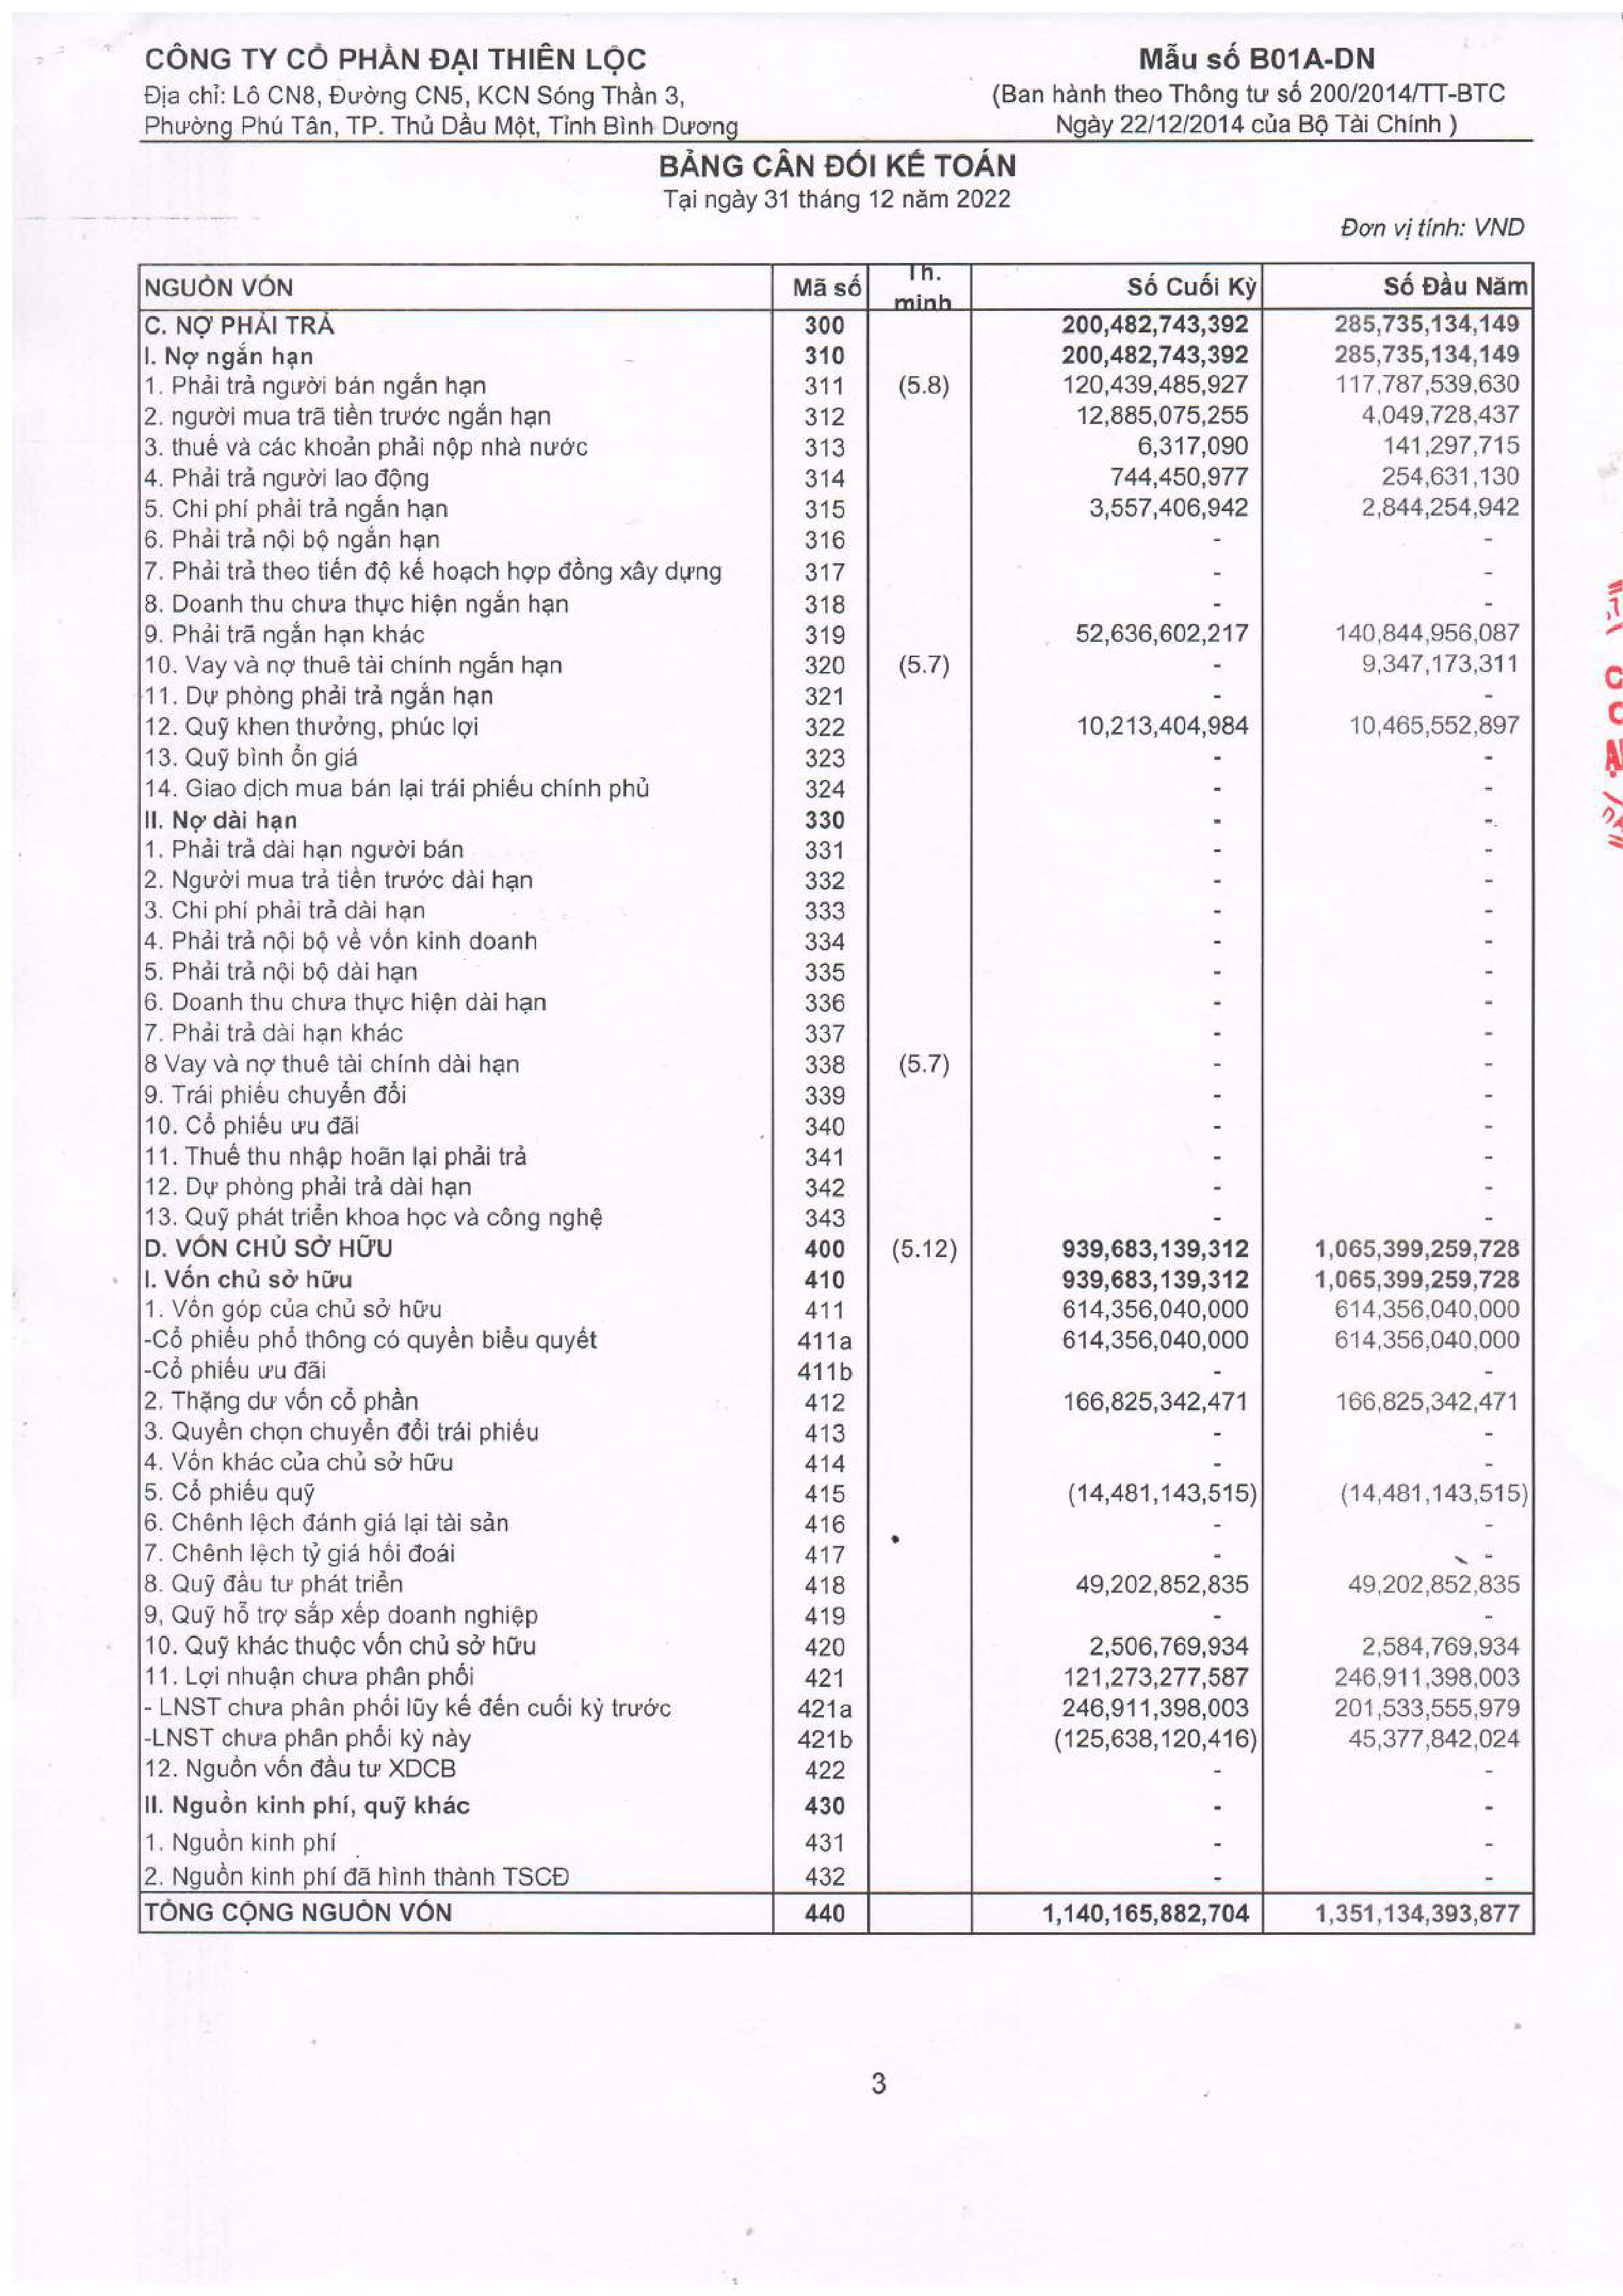 CÔNG TY CỔ PHẦN ĐẠI THIÊN LỘC
Mẫu số B01A-DN
Địa chỉ: Lô CN8, Đường CN5, KCN Sóng Thần 3,
(Ban hành theo Thông tư số 200/2014/TT-BTC
Phường Phú Tân, TP. Thủ Dầu Một, Tỉnh Bình Dương
Ngày 22/12/2014 của Bộ Tài Chính )
BẢNG CÂN ĐỐI KẾ TOÁN
Tại ngày 31 tháng 12 năm 2022
Đơn vị tính: VND
NGUỒN VỐN Mã số Th. minh Số Cuối Kỳ Số Đầu Năm
C. NỢ PHẢI TRẢ 300 200,482,743,392 285,735,134,149
I. Nợ ngắn hạn 310 200,482,743,392 285,735,134,149
1. Phải trả người bán ngắn hạn 311 (5.8) 120,439,485,927 117,787,539,630
2. người mua trã tiền trước ngắn hạn 312 12,885,075,255 4,049,728,437
3. thuế và các khoản phải nộp nhà nước 313 6,317,090 141,297,715
4. Phải trả người lao động 314 744,450,977 254,631,130
5. Chi phí phải trả ngắn hạn 315 3,557,406,942 2,844,254,942
6. Phải trả nội bộ ngắn hạn 316 - -
7. Phải trả theo tiến độ kế hoạch hợp đồng xây dựng 317 - -
8. Doanh thu chưa thực hiện ngắn hạn 318 - -
9. Phải trã ngắn hạn khác 319 52,636,602,217 140,844,956,087
10. Vay và nợ thuê tài chính ngắn hạn 320 (5.7) - 9,347,173,311
11. Dự phòng phải trả ngắn hạn 321 - -
12. Quỹ khen thưởng, phúc lợi 322 10,213,404,984 10,465,552,897
13. Quỹ bình ổn giá 323 - -
14. Giao dịch mua bán lại trái phiếu chính phủ 324 - -
II. Nợ dài hạn 330 - -
1. Phải trả dài hạn người bán 331 - -
2. Người mua trả tiền trước dài hạn 332 - -
3. Chi phí phải trả dài hạn 333 - -
4. Phải trả nội bộ về vốn kinh doanh 334 - -
5. Phải trả nội bộ dài hạn 335 - -
6. Doanh thu chưa thực hiện dài hạn 336 - -
7. Phải trả dài hạn khác 337 - -
8 Vay và nợ thuê tài chính dài hạn 338 (5.7) - -
9. Trái phiếu chuyển đổi 339 - -
10. Cổ phiếu ưu đãi 340 - -
11. Thuế thu nhập hoãn lại phải trả 341 - -
12. Dự phòng phải trả dài hạn 342 - -
13. Quỹ phát triển khoa học và công nghệ 343 - -
D. VỐN CHỦ SỞ HỮU 400 (5.12) 939,683,139,312 1,065,399,259,728
I. Vốn chủ sở hữu 410 939,683,139,312 1,065,399,259,728
1. Vốn góp của chủ sở hữu 411 614,356,040,000 614,356,040,000
-Cổ phiếu phổ thông có quyền biểu quyết 411a 614,356,040,000 614,356,040,000
-Cổ phiếu ưu đãi 411b - -
2. Thặng dư vốn cổ phần 412 166,825,342,471 166,825,342,471
3. Quyền chọn chuyển đổi trái phiếu 413 - -
4. Vốn khác của chủ sở hữu 414 - -
5. Cổ phiếu quỹ 415 (14,481,143,515) (14,481,143,515)
6. Chênh lệch đánh giá lại tài sản 416 - -
7. Chênh lệch tỷ giá hối đoái 417 - -
8. Quỹ đầu tư phát triển 418 49,202,852,835 49,202,852,835
9, Quỹ hỗ trợ sắp xếp doanh nghiệp 419 - -
10. Quỹ khác thuộc vốn chủ sở hữu 420 2,506,769,934 2,584,769,934
11. Lợi nhuận chưa phân phối 421 121,273,277,587 246,911,398,003
- LNST chưa phân phối lũy kế đến cuối kỳ trước 421a 246,911,398,003 201,533,555,979
-LNST chưa phân phối kỳ này 421b (125,638,120,416) 45,377,842,024
12. Nguồn vốn đầu tư XDCB 422 - -
II. Nguồn kinh phí, quỹ khác 430 - -
1. Nguồn kinh phí 431 - -
2. Nguồn kinh phí đã hình thành TSCĐ 432 - -
TỔNG CỘNG NGUỒN VỐN 440 1,140,165,882,704 1,351,134,393,877
3